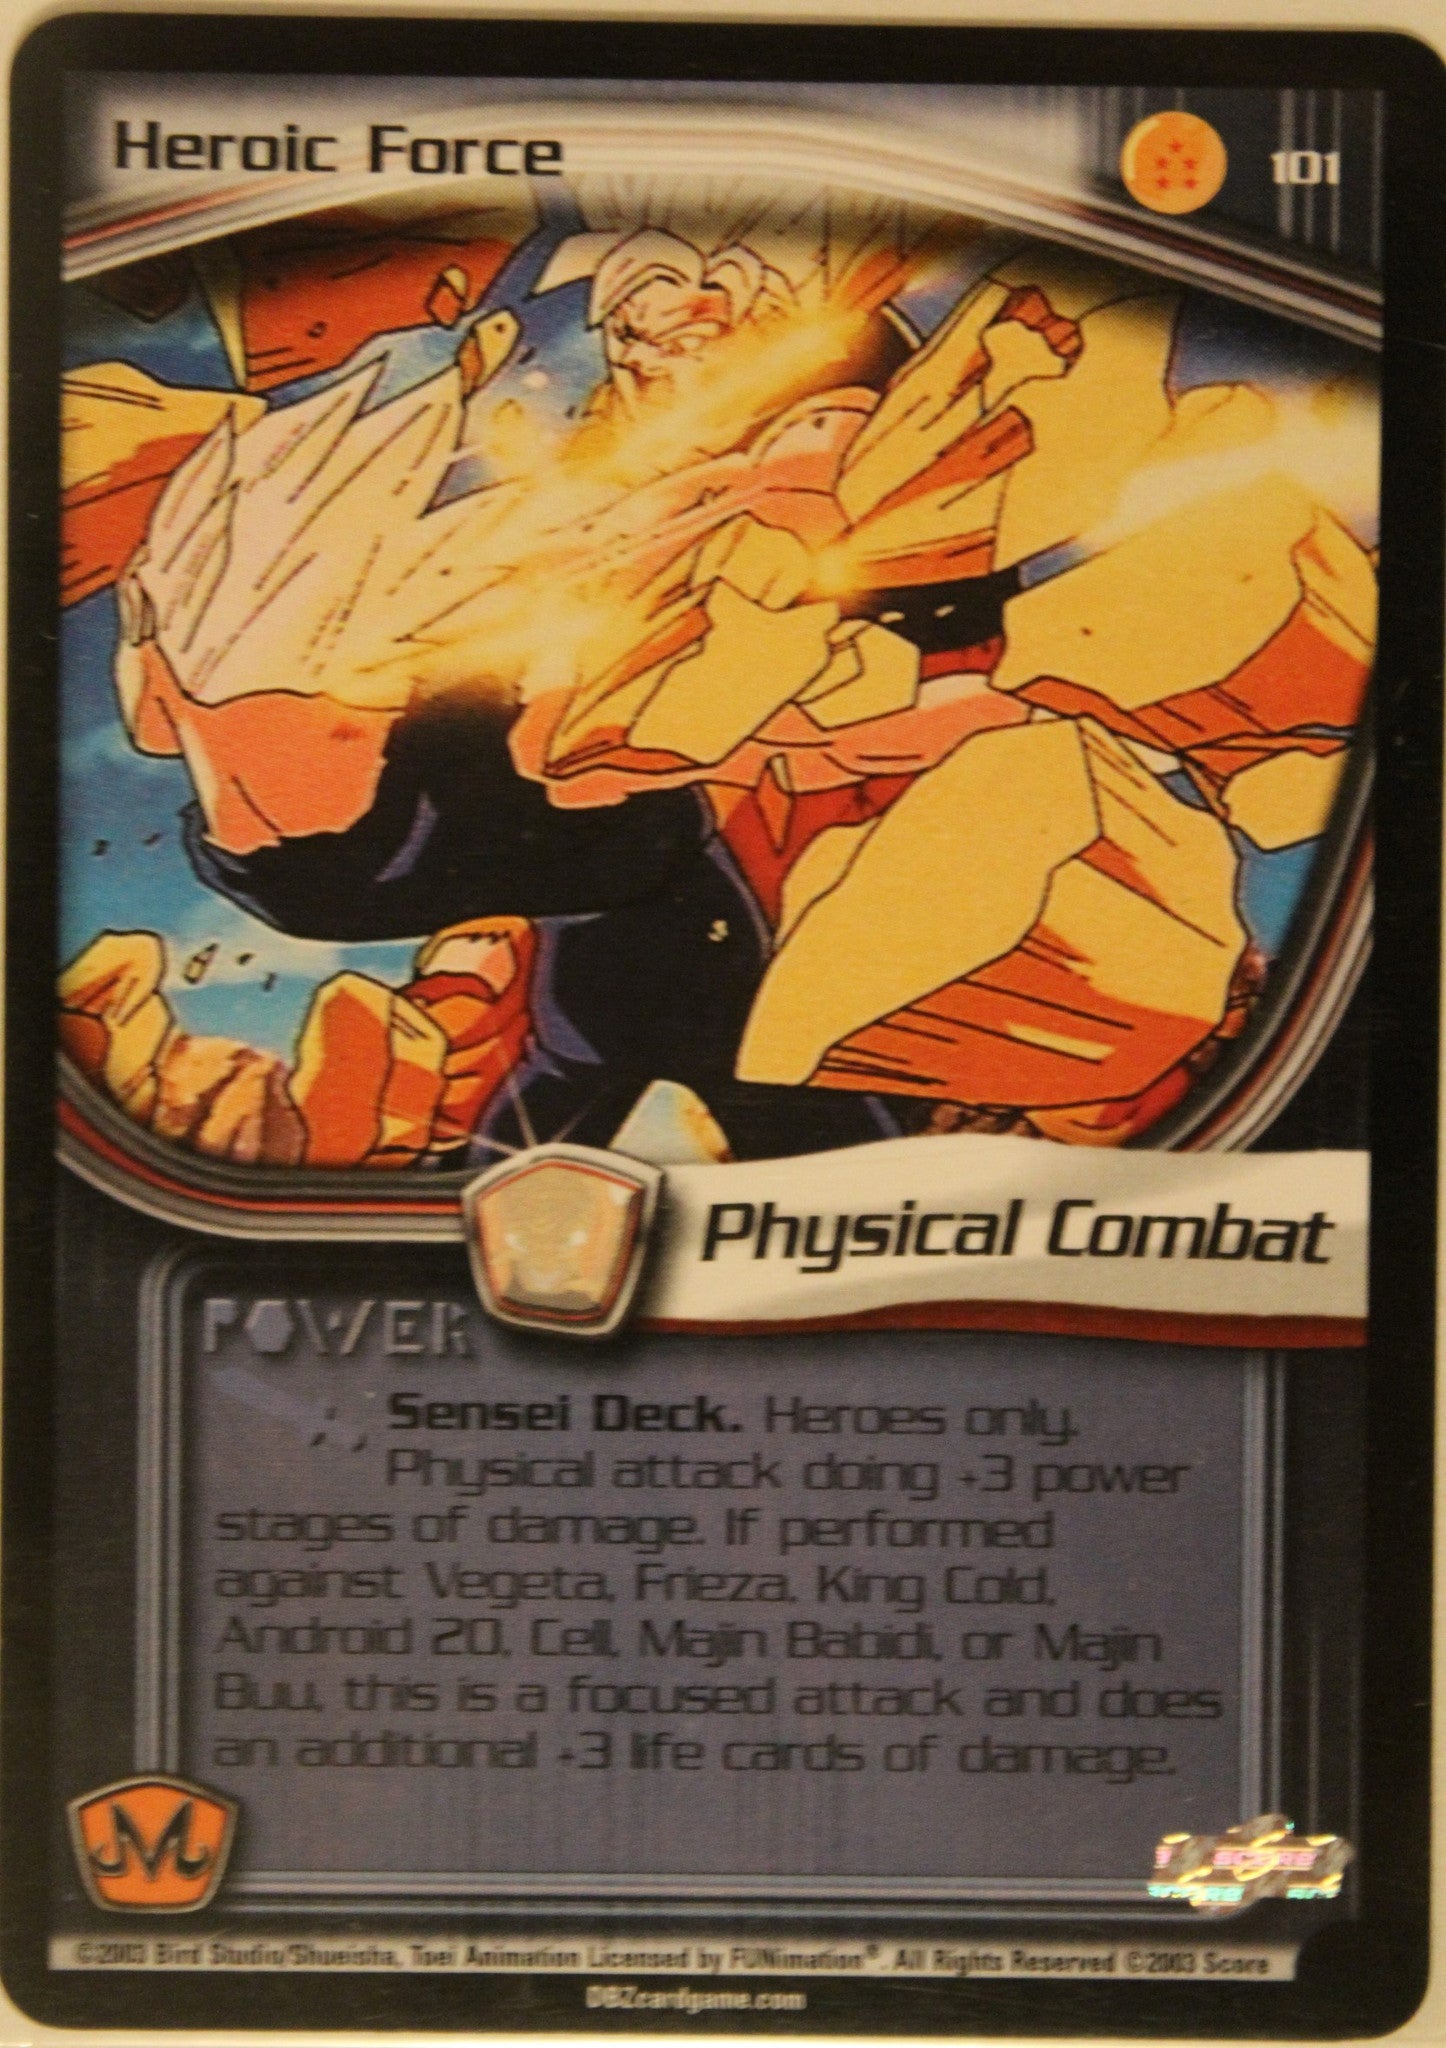 Heroic Force
101
Physical Combat
POWER
Sensei Deck. Heroes only.
Physical attack doing +3 power
stages of damage. If performed
against Vegeta, Frieza, King Cold,
Android 20, Cell, Majin Babidi, or Majin
Buu, this is a focused attack and does
an additional +3 life cards of damage.
M
SCORE
©2003 Bird Studio/Shueisha, Toei Animation Licensed by FUNimation®. All Rights Reserved ©2003 Score
DBZcardgame.com